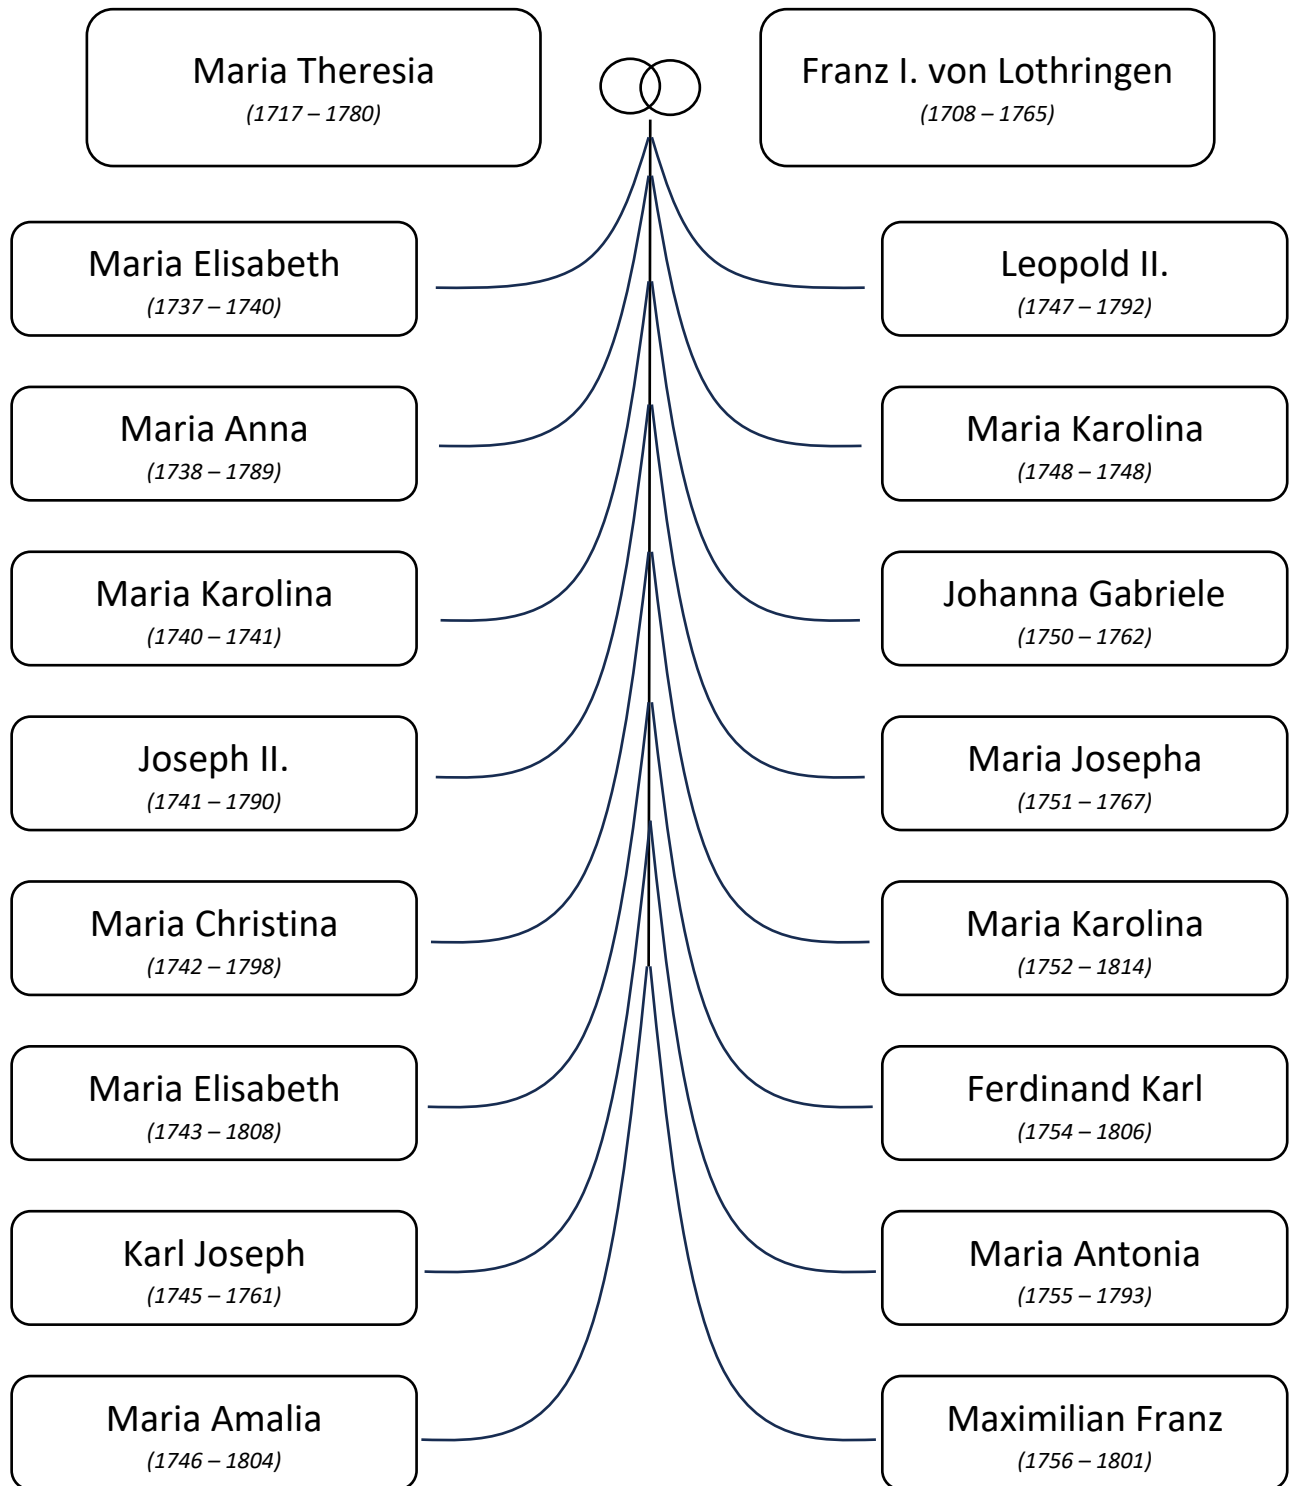 Maria Theresia
(1717 – 1780)
Franz I. von Lothringen
(1708 – 1765)
Maria Elisabeth
(1737 – 1740)
Maria Anna
(1738 – 1789)
Maria Karolina
(1740 – 1741)
Joseph II.
(1741 – 1790)
Maria Christina
(1742 – 1798)
Maria Elisabeth
(1743 – 1808)
Karl Joseph
(1745 – 1761)
Maria Amalia
(1746 – 1804)
Leopold II.
(1747 – 1792)
Maria Karolina
(1748 – 1748)
Johanna Gabriele
(1750 – 1762)
Maria Josepha
(1751 – 1767)
Maria Karolina
(1752 – 1814)
Ferdinand Karl
(1754 – 1806)
Maria Antonia
(1755 – 1793)
Maximilian Franz
(1756 – 1801)